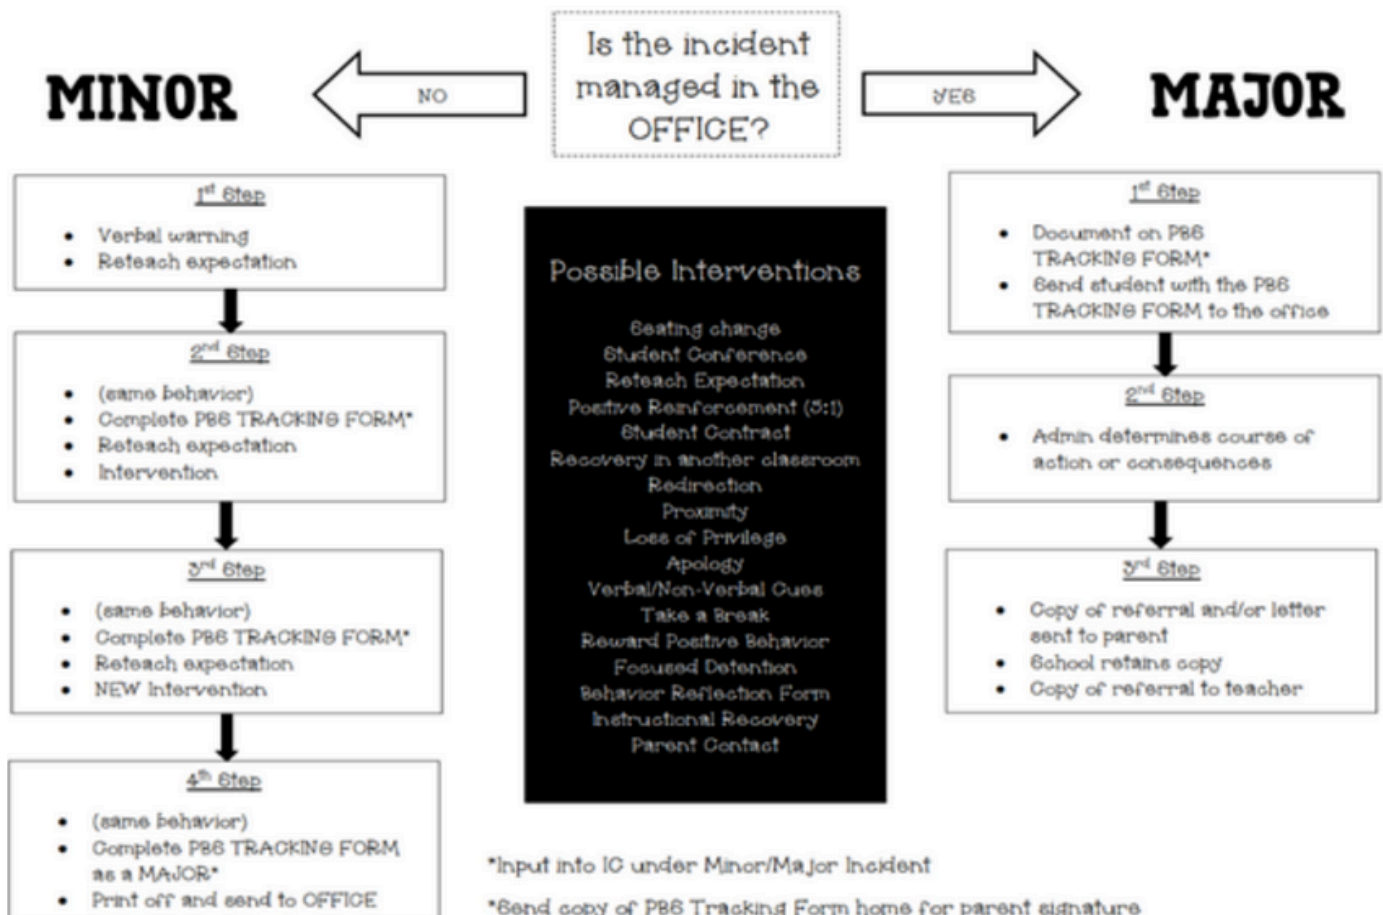 Is the incident
managed in the
OFFICE?
MINOR
NO
YES
MAJOR
1st Step
• Verbal warning
• Reteach expectation
2nd Step
• (same behavior)
• Complete PBS TRACKING FORM*
• Reteach expectation
• Intervention
3rd Step
• (same behavior)
• Complete PBS TRACKING FORM*
• Reteach expectation
• NEW Intervention
4th Step
• (same behavior)
• Complete PBS TRACKING FORM
as a MAJOR*
• Print off and send to OFFICE
Possible Interventions
Seating change
Student Conference
Reteach Expectation
Positive Reinforcement (5:1)
Student Contract
Recovery in another classroom
Redirection
Proximity
Loss of Privilege
Apology
Verbal/Non-Verbal Cues
Take a Break
Reward Positive Behavior
Focused Detention
Behavior Reflection Form
Instructional Recovery
Parent Contact
1st Step
• Document on PBS
TRACKING FORM*
• Send student with the PBS
TRACKING FORM to the office
2nd Step
• Admin determines course of
action or consequences
3rd Step
• Copy of referral and/or letter
sent to parent
• School retains copy
• Copy of referral to teacher
*Input into IC under Minor/Major Incident
*Send copy of PBS Tracking Form home for parent signature